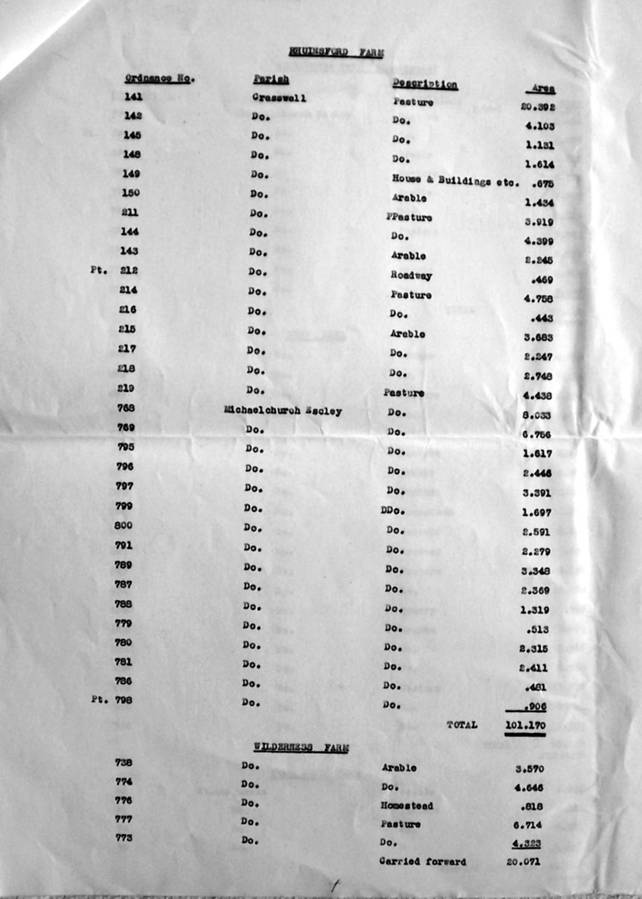 BRUINSFORD FARM
Ordnance No. Parish Description Area
141 Crasswall Pasture 20.392
142 Do. Do. 4.103
145 Do. Do. 1.131
148 Do. Do. 1.614
149 Do. House & Buildings etc. .675
150 Do. Arable 1.434
211 Do. PPasture 3.919
144 Do. Do. 4.399
143 Do. Arable 2.245
Pt. 212 Do. Roadway .469
214 Do. Pasture 4.758
216 Do. Do. .443
215 Do. Arable 3.683
217 Do. Do. 2.247
218 Do. Do. 2.748
219 Do. Pasture 4.438
768 Michaelchurch Escley Do. 8.033
769 Do. Do. 6.756
795 Do. Do. 1.617
796 Do. Do. 2.446
797 Do. Do. 3.391
799 Do. DDo. 1.697
800 Do. Do. 2.591
791 Do. Do. 2.279
789 Do. Do. 3.348
787 Do. Do. 2.369
788 Do. Do. 1.319
779 Do. Do. .513
780 Do. Do. 2.315
781 Do. Do. 2.411
786 Do. Do. .481
Pt. 798 Do. Do. .906
TOTAL 101.170
WILDERNESS FARM
738 Do. Arable 3.570
774 Do. Do. 4.646
776 Do. Homestead .818
777 Do. Pasture 6.714
773 Do. Do. 4.323
Carried forward 20.071